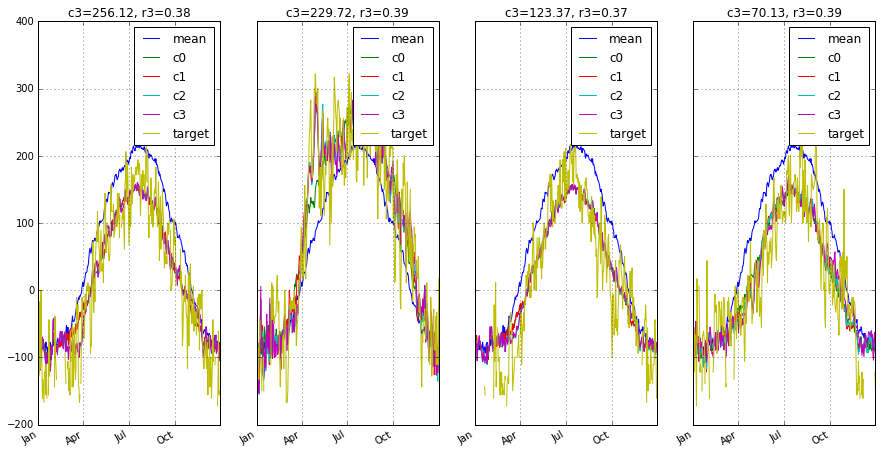 c3=256.12, r3=0.38
c3=229.72, r3=0.39
c3=123.37, r3=0.37
c3=70.13, r3=0.39
400
300
200
100
0
−100
−200
mean
c0
c1
c2
c3
target
mean
c0
c1
c2
c3
target
mean
c0
c1
c2
c3
target
mean
c0
c1
c2
c3
target
Jan
Apr
Jul
Oct
Jan
Apr
Jul
Oct
Jan
Apr
Jul
Oct
Jan
Apr
Jul
Oct